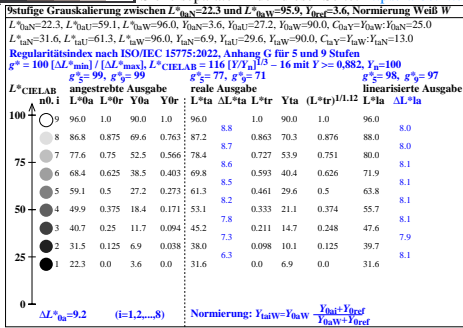 9stufige Grauskalierung zwischen L*0aN=22.3 und L*0aW=95.9, Y0ref=3.6, Normierung Weiß W
L*0aN=22.3, L*0aU=59.1, L*0aW=96.0, Y0aN=3.6, Y0aU=27.2, Y0aW=90.0, C0aY=Y0aW:Y0aN=25.0
L*taN=31.6, L*taU=61.3, L*taW=96.0, YtaN=6.9, YtaU=29.6, YtaW=90.0, CtaY=YtaW:YtaN=13.0
Regularitätsindex nach ISO/IEC 15775:2022, Anhang G für 5 und 9 Stufen
g* = 100 [ΔL*min] / [ΔL*max], L*CIELAB = 116 [Y/Yn]1/3 − 16 mit Y >= 0,882, Yn=100
g*5= 99, g*9= 99 g*5= 77, g*9= 71 g*5= 98, g*9= 97
L*CIELAB angestrebte Ausgabe reale Ausgabe linearisierte Ausgabe
n0. i L*0a L*0r Y0a Y0r L*ta ΔL*ta L*tr Yta (L*tr)1/1.12 L*la ΔL*la
100 9 96.0 1.0 90.0 1.0 96.0 1.0 90.0 1.0 96.0
8.8 8.0
8 86.8 0.875 69.6 0.763 87.2 0.863 70.3 0.876 88.0
8.7 8.0
75 7 77.6 0.75 52.5 0.566 78.4 0.727 53.9 0.751 80.0
8.6 8.1
6 68.4 0.625 38.5 0.403 69.8 0.593 40.4 0.626 71.9
8.5 8.1
5 59.1 0.5 27.2 0.273 61.3 0.461 29.6 0.5 63.8
8.2 8.1
50 4 49.9 0.375 18.4 0.171 53.1 0.333 21.1 0.374 55.7
7.8 8.1
3 40.7 0.25 11.7 0.094 45.2 0.211 14.7 0.248 47.6
7.3 7.9
25 2 31.5 0.125 6.9 0.038 38.0 0.098 10.1 0.125 39.7
6.3 8.1
1 22.3 0.0 3.6 0.0 31.6 0.0 6.9 0.0 31.6
0 ΔL*0a=9.2 (i=1,2,...,8) Normierung: YtaiW=Y0aW Y0ai+Y0ref
Y0aW+Y0ref